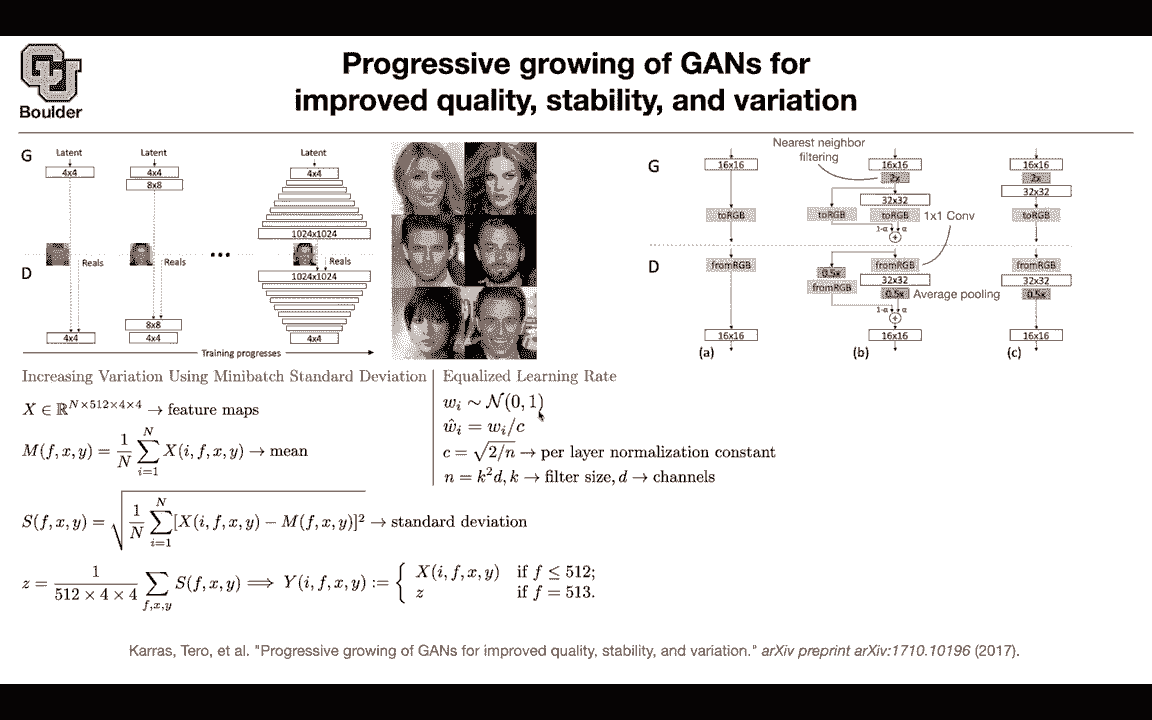 Boulder
Progressive growing of GANs for
improved quality, stability, and variation
G
Latent
Latent
Latent
4x4
4x4
4x4
8x8
1024x1024
Reals
Reals
Reals
...
D
1024x1024
8x8
4x4
4x4
4x4
Training progresses
Nearest neighbor
filtering
G
16x16
16x16
16x16
2x
2x
32x32
32x32
toRGB
toRGB
toRGB
toRGB
1x1 Conv
1-α
α
+
D
fromRGB
fromRGB
fromRGB
0.5x
32x32
32x32
fromRGB
0.5x
Average pooling
0.5x
1-α
α
+
16x16
16x16
16x16
(a)
(b)
(c)
Increasing Variation Using Minibatch Standard Deviation
X ∈ ℝ^{N×512×4×4} → feature maps
M(f, x, y) = 1/N ∑_{i=1}^{N} X(i, f, x, y) → mean
S(f, x, y) = √(1/N ∑_{i=1}^{N} [X(i, f, x, y) − M(f, x, y)]²) → standard deviation
z = 1/(512 × 4 × 4) ∑_{f,x,y} S(f, x, y) ⟹ Y(i, f, x, y) := { X(i, f, x, y) if f ≤ 512;
z if f = 513.
Equalized Learning Rate
w_i ∼ 𝒩(0, 1)
ŵ_i = w_i/c
c = √(2/n) → per layer normalization constant
n = k²d, k → filter size, d → channels
Karras, Tero, et al. "Progressive growing of GANs for improved quality, stability, and variation." arXiv preprint arXiv:1710.10196 (2017).